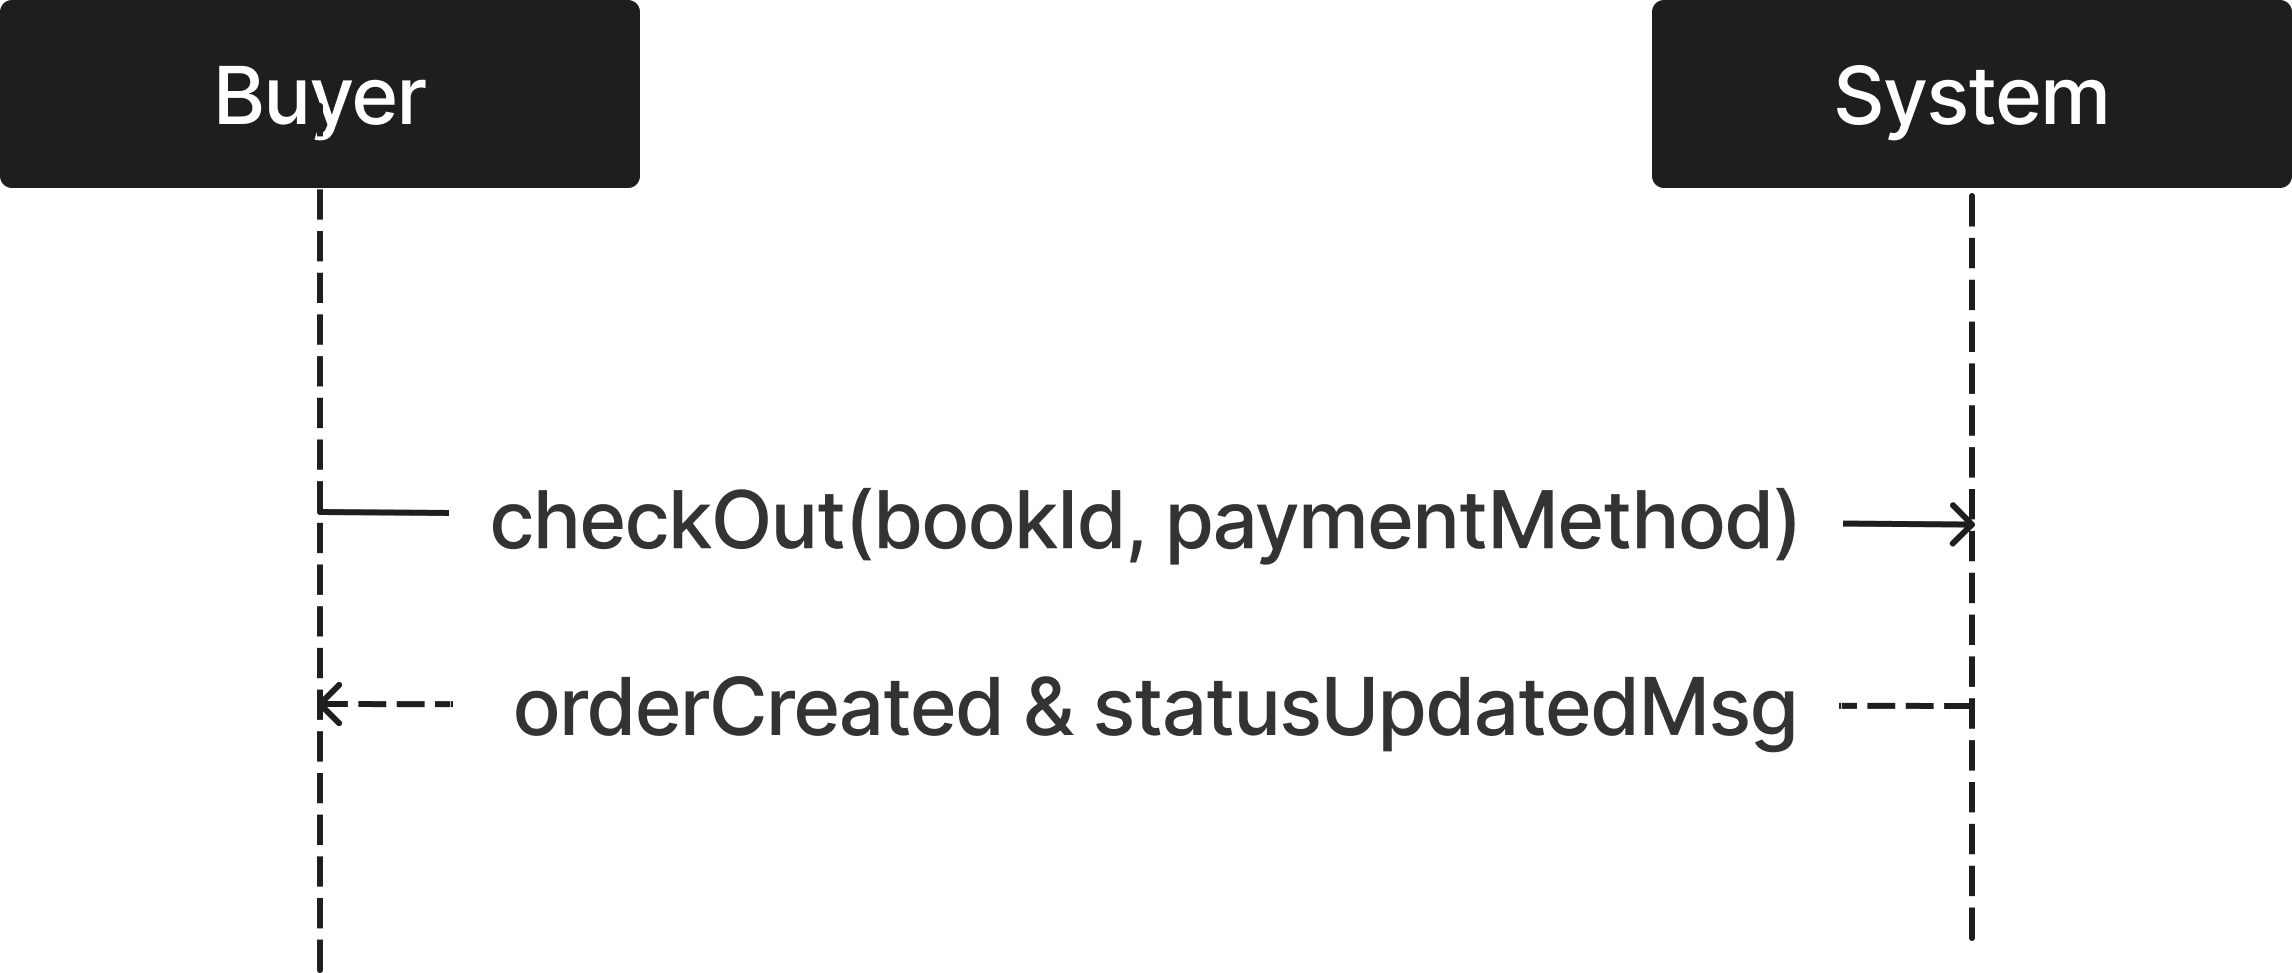 Buyer
System
checkOut(bookId, paymentMethod)
orderCreated & statusUpdatedMsg